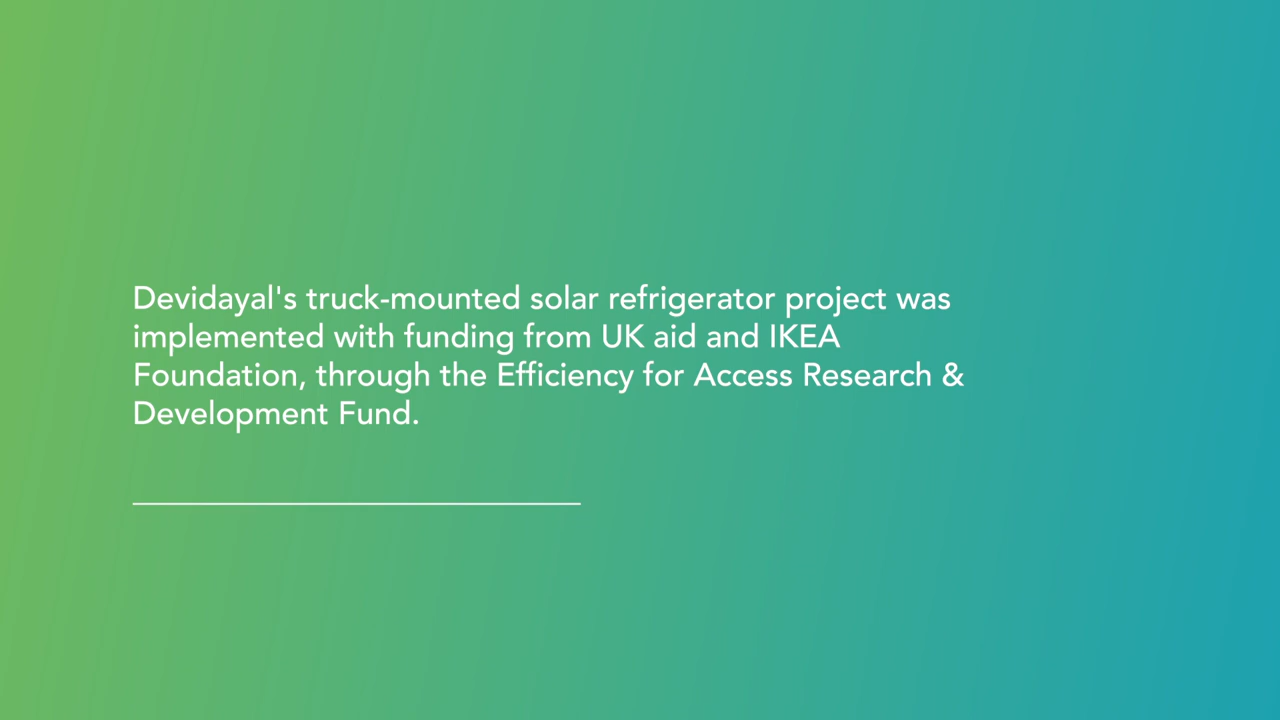 Devidayal's truck-mounted solar refrigerator project was
implemented with funding from UK aid and IKEA
Foundation, through the Efficiency for Access Research &
Development Fund.